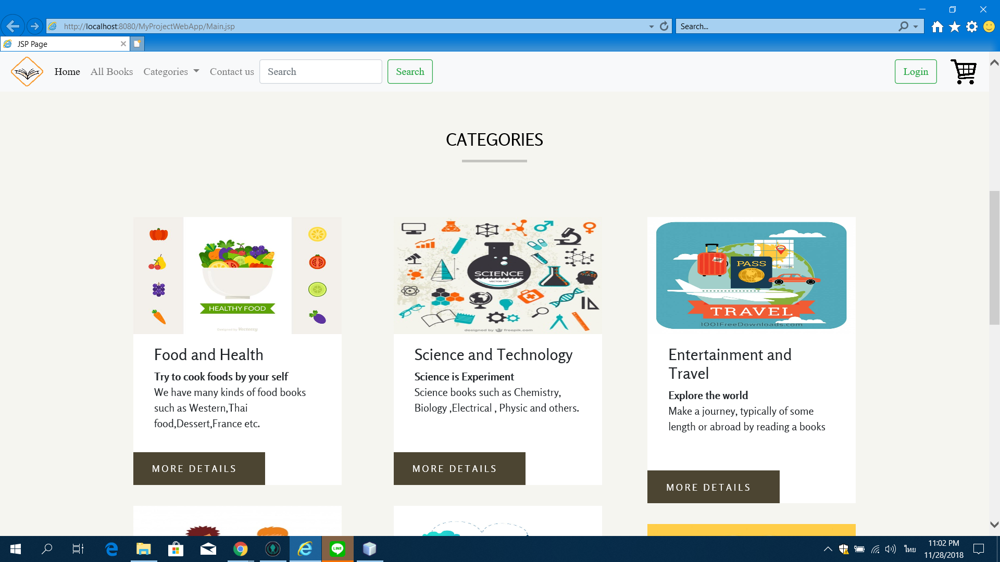 http://localhost:8080/MyProjectWebApp/Main.jsp
Search...
JSP Page
Home
All Books
Categories
Contact us
Search
Search
Login
CATEGORIES
HEALTHY FOOD
Designed by Vecteezy
SCIENCE
VECTOR SET
designed by freepik.com
PASS
1:100000
TRAVEL
1001FreeDownloads.com
Food and Health
Try to cook foods by your self
We have many kinds of food books
such as Western,Thai
food,Dessert,France etc.
MORE DETAILS
Science and Technology
Science is Experiment
Science books such as Chemistry,
Biology ,Electrical , Physic and others.
MORE DETAILS
Entertainment and
Travel
Explore the world
Make a journey, typically of some
length or abroad by reading a books
MORE DETAILS
LINE
ไทย
11:02 PM
11/28/2018